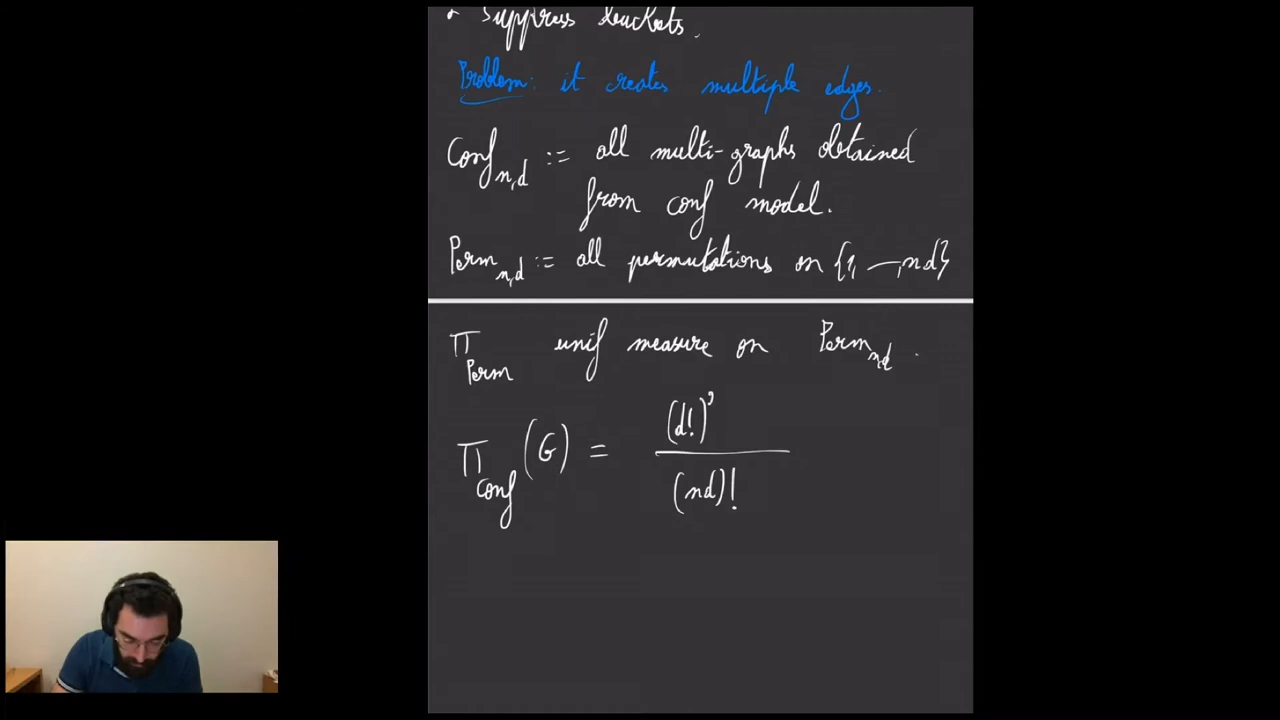 • Suppress buckets.
Problem: it creates multiple edges.
Conf_{n,d} := all multi-graphs obtained
from conf model.
Perm_{n,d} := all permutations on {1, —, nd}
π_{Perm} unif measure on Perm_{nd}.
π_{Conf}(G) = (d!)^{,} / (nd)!